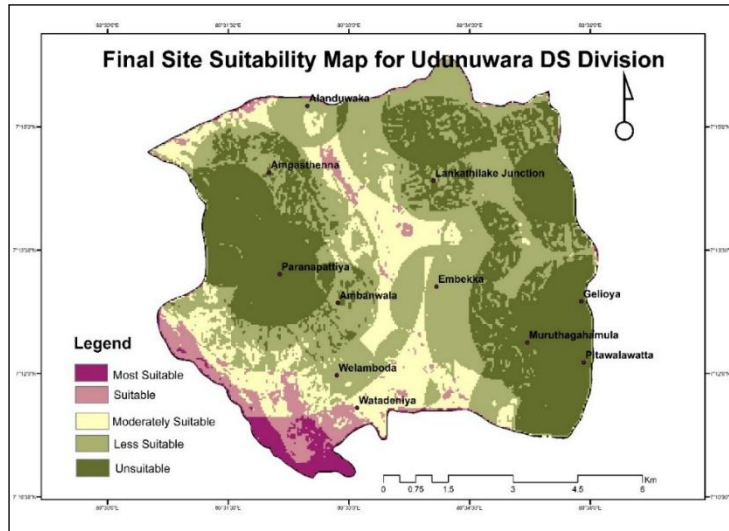 Final Site Suitability Map for Udunuwara DS Division
Alanduwaka
Ampasthenna
Lankathilake Junction
Paranapattiya
Embekka
Ambanwala
Gelioya
Muruthagahamula
Pitawalawatta
Welamboda
Watadeniya
Legend
Most Suitable
Suitable
Moderately Suitable
Less Suitable
Unsuitable
Km
0 0.75 1.5 3 4.5 6